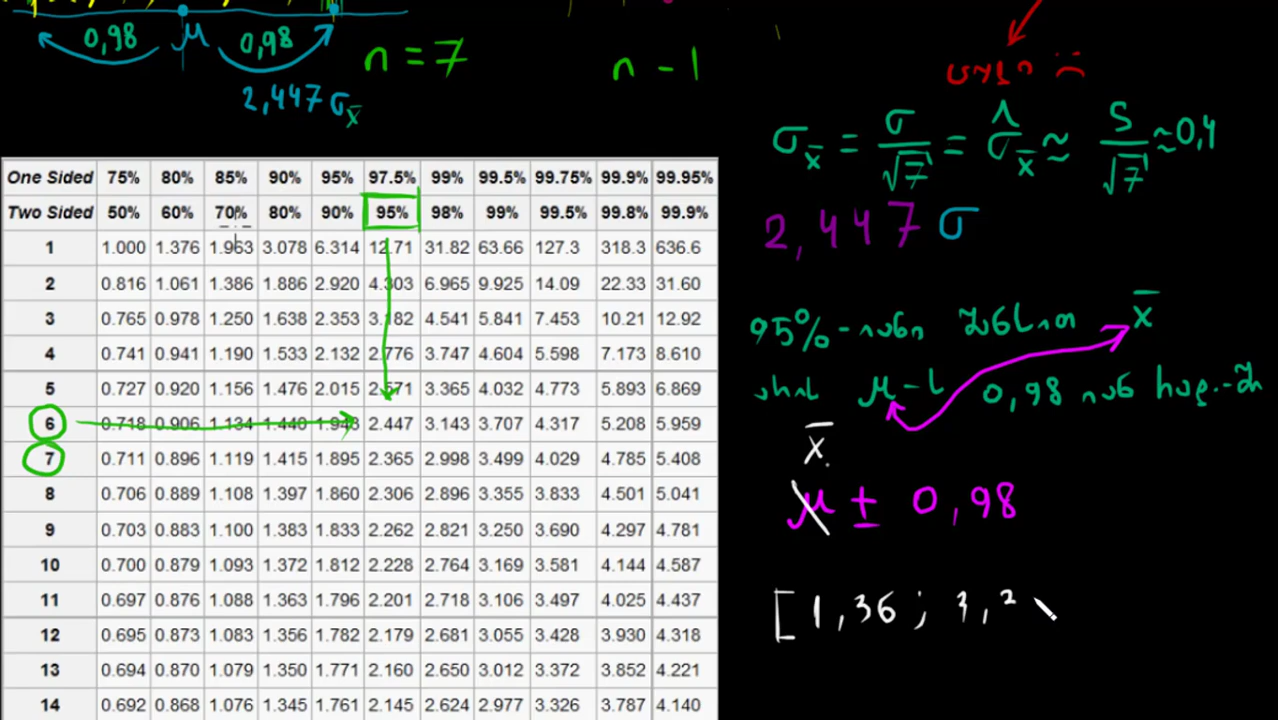 0,98 μ 0,98
2,447 σ_x̄
n = 7
n - 1
σ_x̄ = σ/√7 = σ̂_x̄ ≈ S/√7 ≈ 0,4
2,447 σ
95%- x̄
μ- 0,98
x̄
μ ± 0,98
[1,36 ; 3,2
One Sided 75% 80% 85% 90% 95% 97.5% 99% 99.5% 99.75% 99.9% 99.95%
Two Sided 50% 60% 70% 80% 90% 95% 98% 99% 99.5% 99.8% 99.9%
1 1.000 1.376 1.963 3.078 6.314 12.71 31.82 63.66 127.3 318.3 636.6
2 0.816 1.061 1.386 1.886 2.920 4.303 6.965 9.925 14.09 22.33 31.60
3 0.765 0.978 1.250 1.638 2.353 3.182 4.541 5.841 7.453 10.21 12.92
4 0.741 0.941 1.190 1.533 2.132 2.776 3.747 4.604 5.598 7.173 8.610
5 0.727 0.920 1.156 1.476 2.015 2.571 3.365 4.032 4.773 5.893 6.869
6 0.718 0.906 1.134 1.440 1.943 2.447 3.143 3.707 4.317 5.208 5.959
7 0.711 0.896 1.119 1.415 1.895 2.365 2.998 3.499 4.029 4.785 5.408
8 0.706 0.889 1.108 1.397 1.860 2.306 2.896 3.355 3.833 4.501 5.041
9 0.703 0.883 1.100 1.383 1.833 2.262 2.821 3.250 3.690 4.297 4.781
10 0.700 0.879 1.093 1.372 1.812 2.228 2.764 3.169 3.581 4.144 4.587
11 0.697 0.876 1.088 1.363 1.796 2.201 2.718 3.106 3.497 4.025 4.437
12 0.695 0.873 1.083 1.356 1.782 2.179 2.681 3.055 3.428 3.930 4.318
13 0.694 0.870 1.079 1.350 1.771 2.160 2.650 3.012 3.372 3.852 4.221
14 0.692 0.868 1.076 1.345 1.761 2.145 2.624 2.977 3.326 3.787 4.140